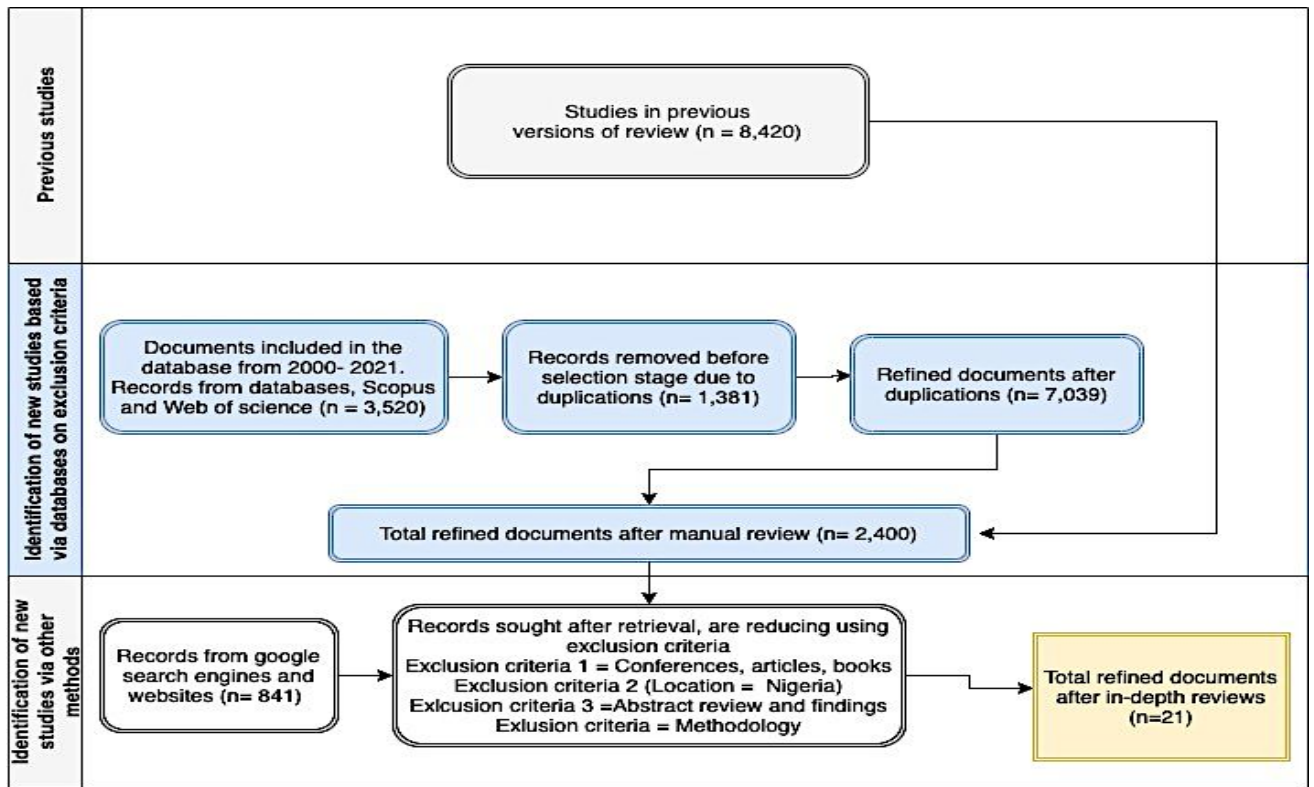 Previous studies
Studies in previous
versions of review (n = 8,420)
Identification of new studies based
via databases on exclusion criteria
Documents included in the
database from 2000- 2021.
Records from databases, Scopus
and Web of science (n = 3,520)
Records removed before
selection stage due to
duplications (n= 1,381)
Refined documents after
duplications (n= 7,039)
Total refined documents after manual review (n= 2,400)
Identification of new
studies via other
methods
Records from google
search engines and
websites (n= 841)
Records sought after retrieval, are reducing using
exclusion criteria
Exclusion criteria 1 = Conferences, articles, books
Exclusion criteria 2 (Location =  Nigeria)
Exlcusion criteria 3 =Abstract review and findings
Exlusion criteria = Methodology
Total refined documents
after in-depth reviews
(n=21)